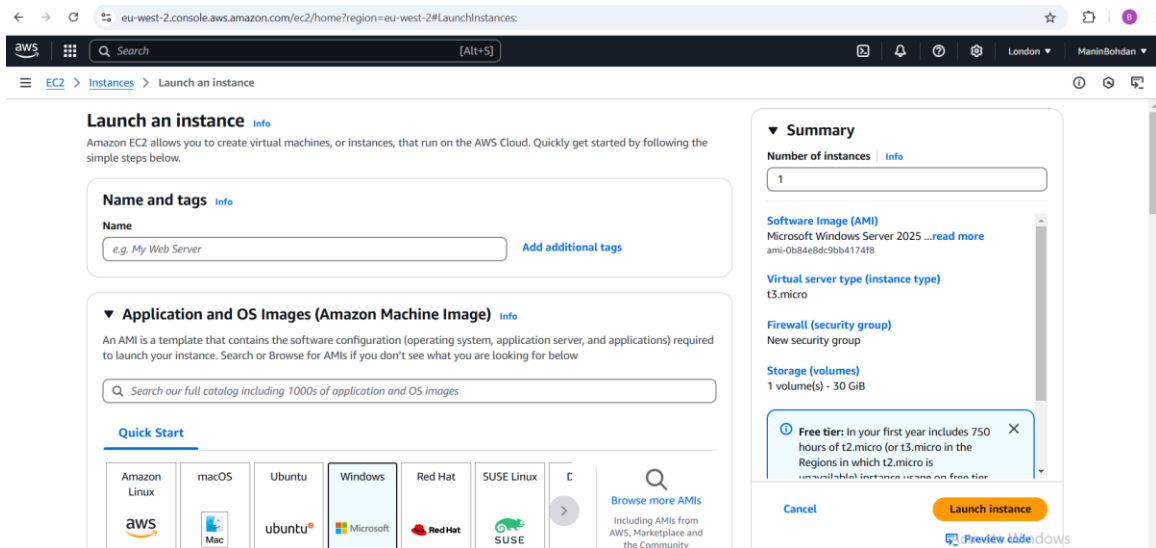 eu-west-2.console.aws.amazon.com/ec2/home?region=eu-west-2#LaunchInstances:
B
aws
Search
[Alt+S]
London ▼
ManinBohdan ▼
EC2 > Instances > Launch an instance
Launch an instance Info
Amazon EC2 allows you to create virtual machines, or instances, that run on the AWS Cloud. Quickly get started by following the
simple steps below.
Name and tags Info
Name
e.g. My Web Server
Add additional tags
▼ Application and OS Images (Amazon Machine Image) Info
An AMI is a template that contains the software configuration (operating system, application server, and applications) required
to launch your instance. Search or Browse for AMIs if you don't see what you are looking for below
Search our full catalog including 1000s of application and OS images
Quick Start
Amazon
Linux
aws
macOS
Mac
Ubuntu
ubuntu®
Windows
Microsoft
Red Hat
Red Hat
SUSE Linux
SUSE
Browse more AMIs
Including AMIs from
AWS, Marketplace and
the Community
▼ Summary
Number of instances Info
1
Software Image (AMI)
Microsoft Windows Server 2025 ...read more
ami-0b84e8dc9bb4174f8
Virtual server type (instance type)
t3.micro
Firewall (security group)
New security group
Storage (volumes)
1 volume(s) - 30 GiB
Free tier: In your first year includes 750
hours of t2.micro (or t3.micro in the
Regions in which t2.micro is
unavailable) instance usage on free tier
Cancel
Launch instance
Preview code